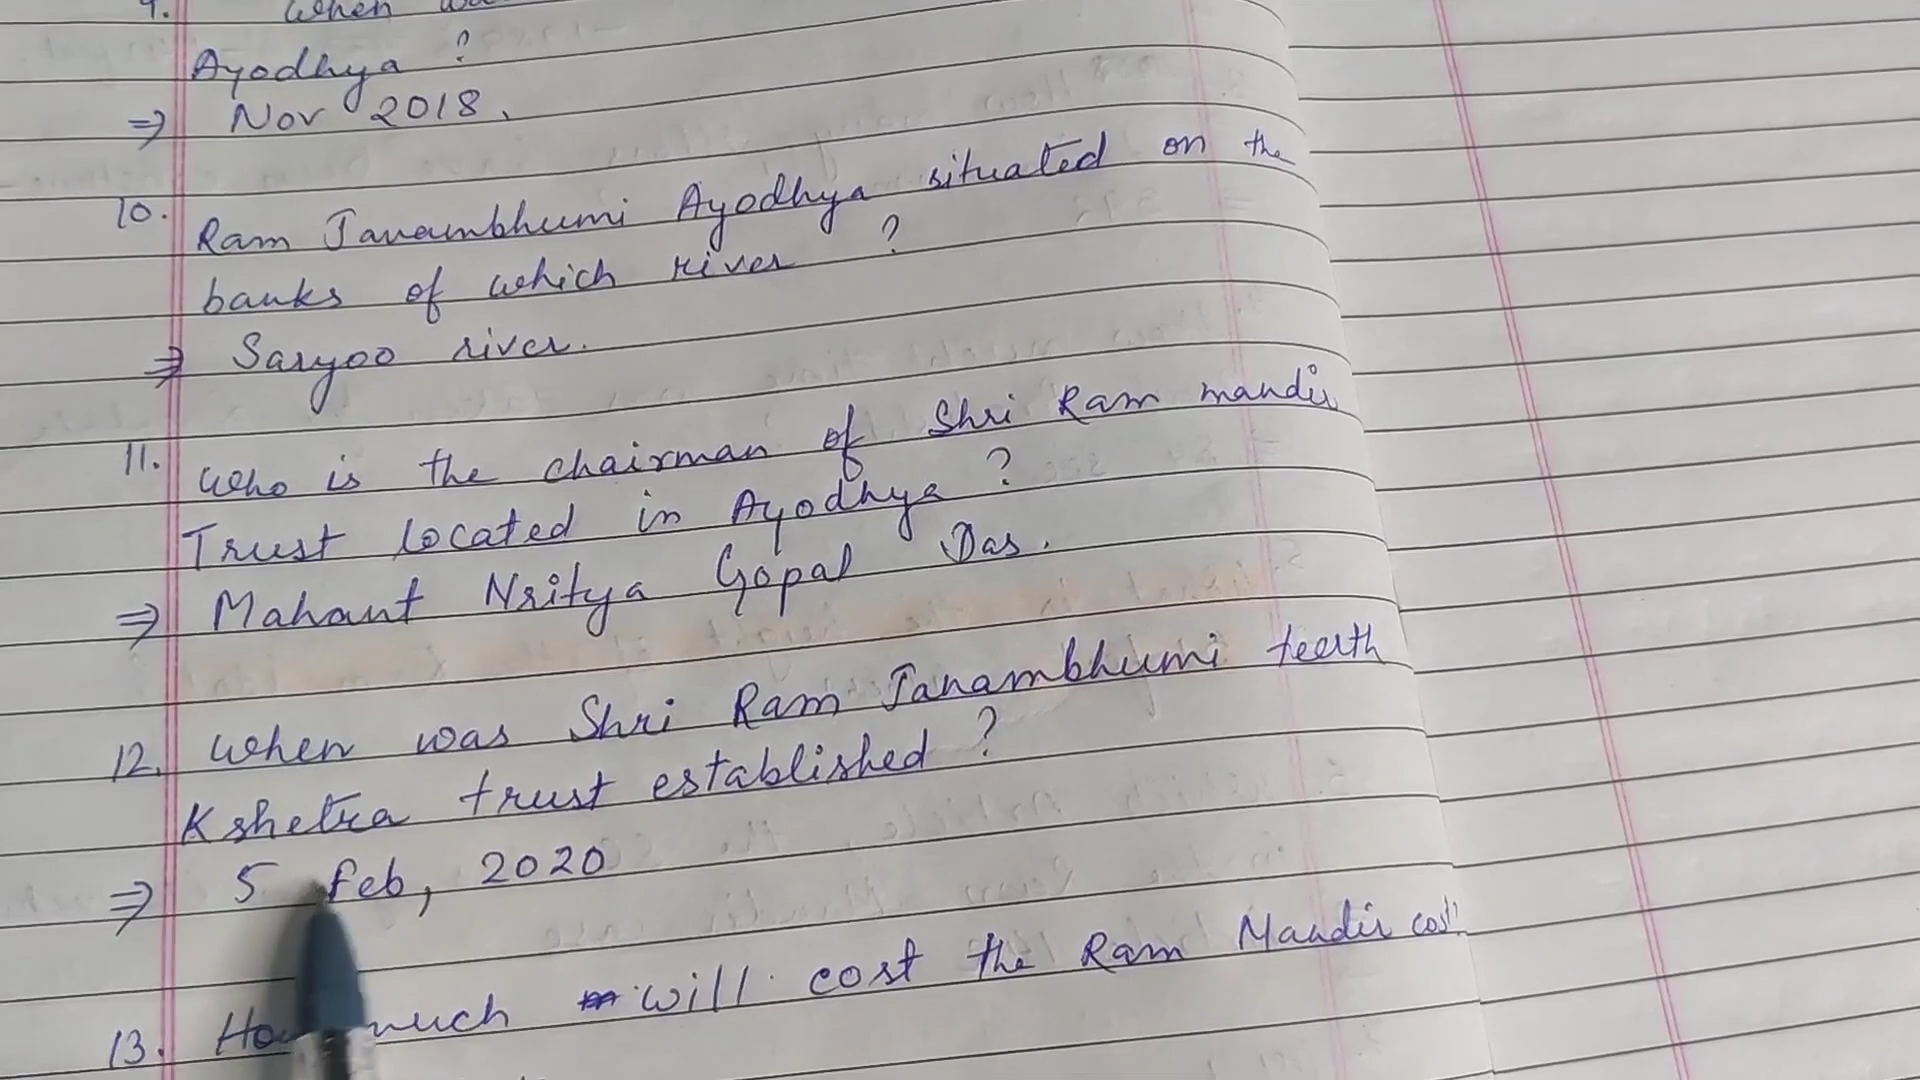 9. When
Ayodhya ?
⇒ Nov 2018.
10. Ram Janambhumi Ayodhya situated on the
banks of which river ?
⇒ Saryoo river.
11. Who is the chairman of Shri Ram mandir
Trust located in Ayodhya ?
⇒ Mahant Nritya Gopal Das.
12. When was Shri Ram Janambhumi teerth
Kshetra trust established ?
⇒ 5 Feb, 2020
13. much will cost the Ram Mandir